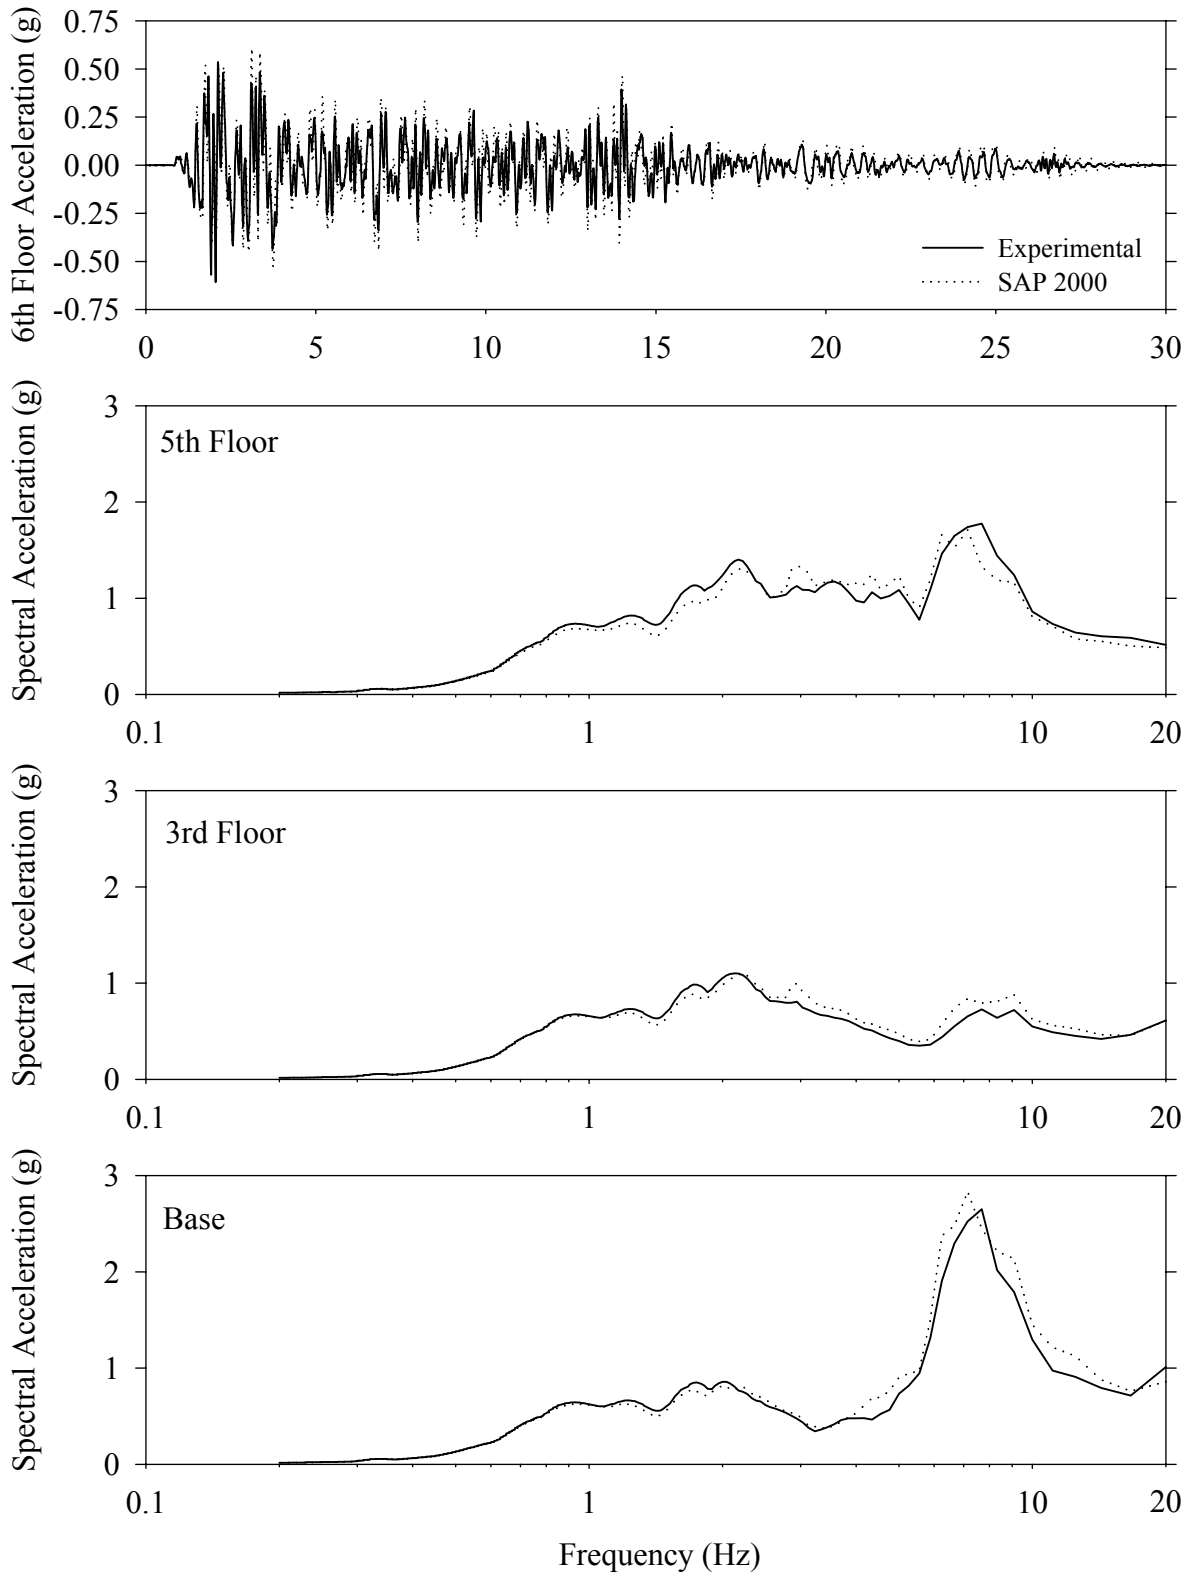 6th Floor Acceleration (g)
0.75
0.50
0.25
0.00
-0.25
-0.50
-0.75
Experimental
SAP 2000
0 5 10 15 20 25 30
Spectral Acceleration (g)
3
2
1
0
5th Floor
0.1 1 10 20
Spectral Acceleration (g)
3
2
1
0
3rd Floor
0.1 1 10 20
Spectral Acceleration (g)
3
2
1
0
Base
0.1 1 10 20
Frequency (Hz)